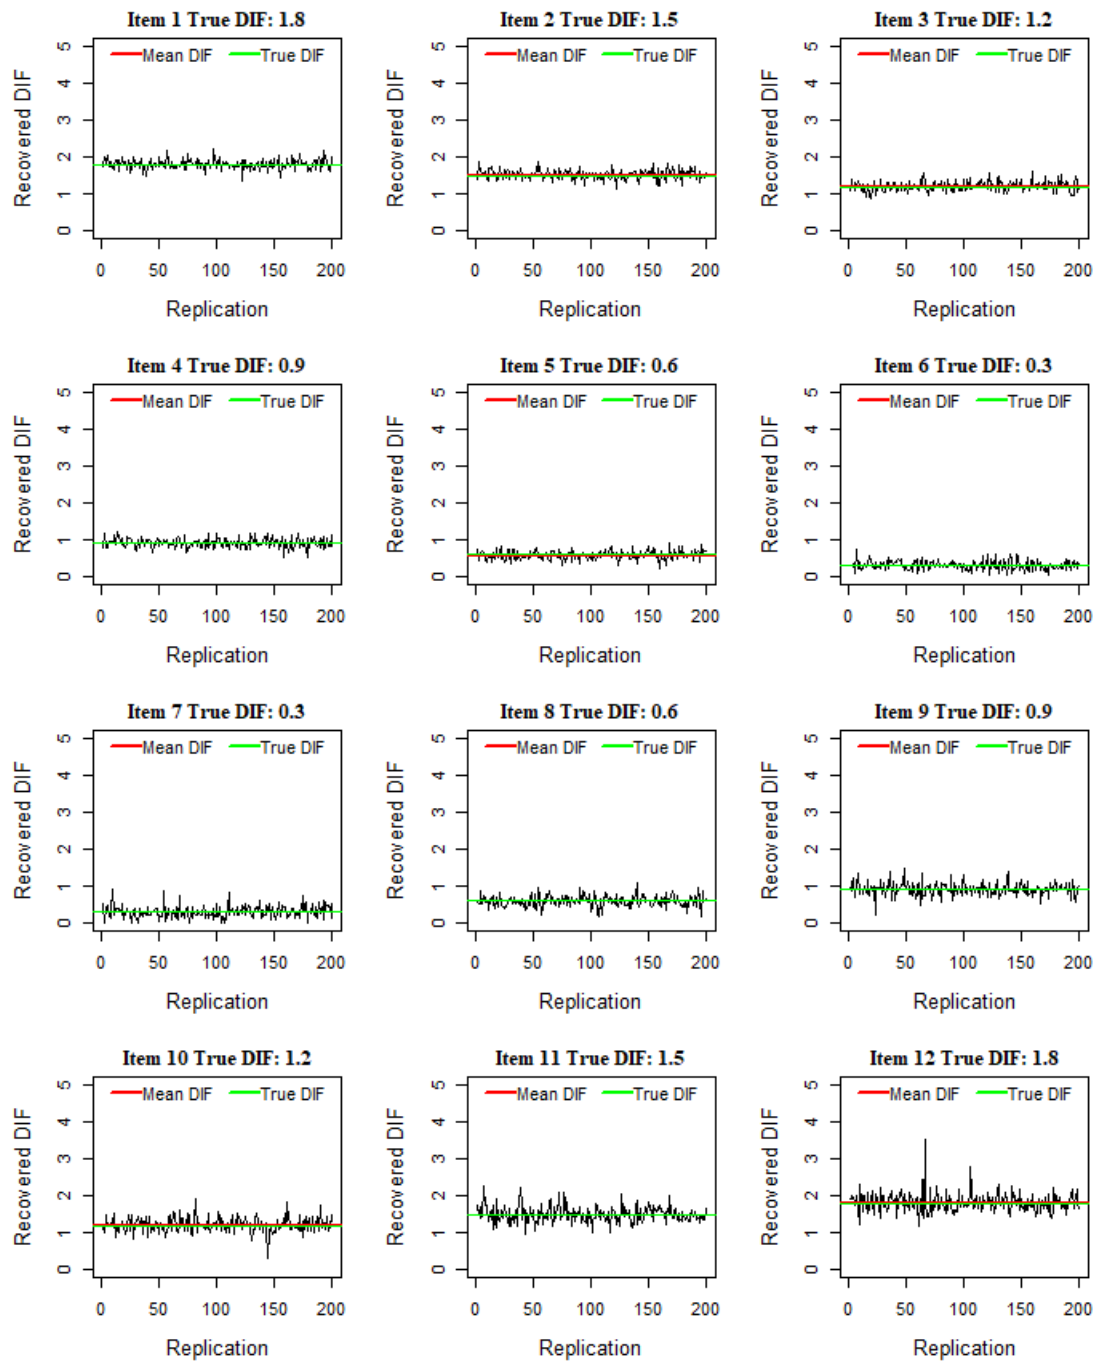 Item 1 True DIF: 1.8
Item 2 True DIF: 1.5
Item 3 True DIF: 1.2
Recovered DIF
5
4
3
2
1
0
Mean DIF True DIF
0 50 100 150 200
Replication
Recovered DIF
5
4
3
2
1
0
Mean DIF True DIF
0 50 100 150 200
Replication
Recovered DIF
5
4
3
2
1
0
Mean DIF True DIF
0 50 100 150 200
Replication
Item 4 True DIF: 0.9
Item 5 True DIF: 0.6
Item 6 True DIF: 0.3
Recovered DIF
5
4
3
2
1
0
Mean DIF True DIF
0 50 100 150 200
Replication
Recovered DIF
5
4
3
2
1
0
Mean DIF True DIF
0 50 100 150 200
Replication
Recovered DIF
5
4
3
2
1
0
Mean DIF True DIF
0 50 100 150 200
Replication
Item 7 True DIF: 0.3
Item 8 True DIF: 0.6
Item 9 True DIF: 0.9
Recovered DIF
5
4
3
2
1
0
Mean DIF True DIF
0 50 100 150 200
Replication
Recovered DIF
5
4
3
2
1
0
Mean DIF True DIF
0 50 100 150 200
Replication
Recovered DIF
5
4
3
2
1
0
Mean DIF True DIF
0 50 100 150 200
Replication
Item 10 True DIF: 1.2
Item 11 True DIF: 1.5
Item 12 True DIF: 1.8
Recovered DIF
5
4
3
2
1
0
Mean DIF True DIF
0 50 100 150 200
Replication
Recovered DIF
5
4
3
2
1
0
Mean DIF True DIF
0 50 100 150 200
Replication
Recovered DIF
5
4
3
2
1
0
Mean DIF True DIF
0 50 100 150 200
Replication